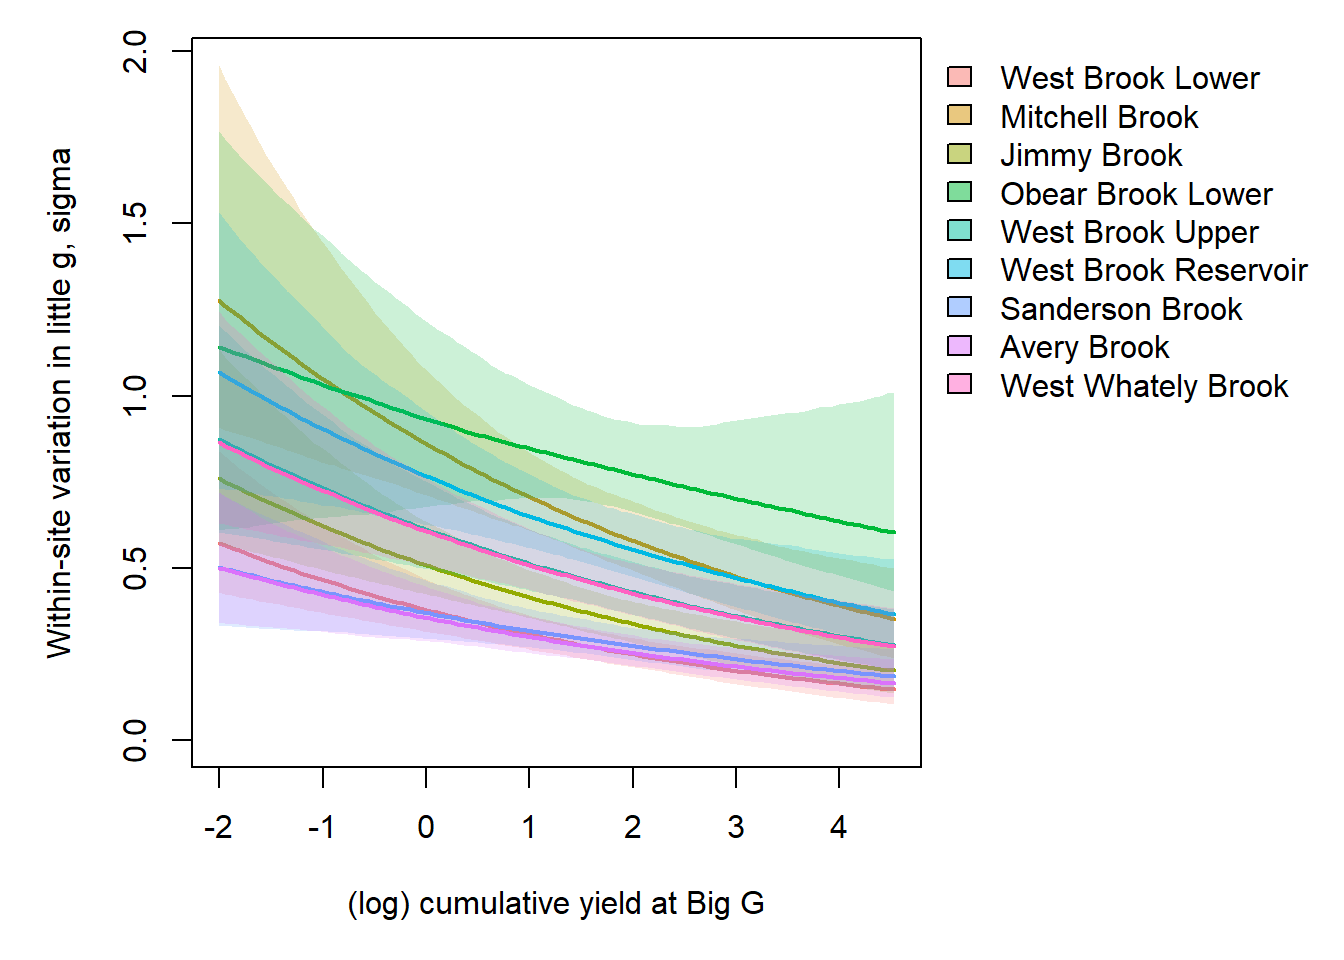 2.0
1.5
1.0
0.5
0.0
Within-site variation in little g, sigma
-2 -1 0 1 2 3 4
(log) cumulative yield at Big G
West Brook Lower
Mitchell Brook
Jimmy Brook
Obear Brook Lower
West Brook Upper
West Brook Reservoir
Sanderson Brook
Avery Brook
West Whately Brook